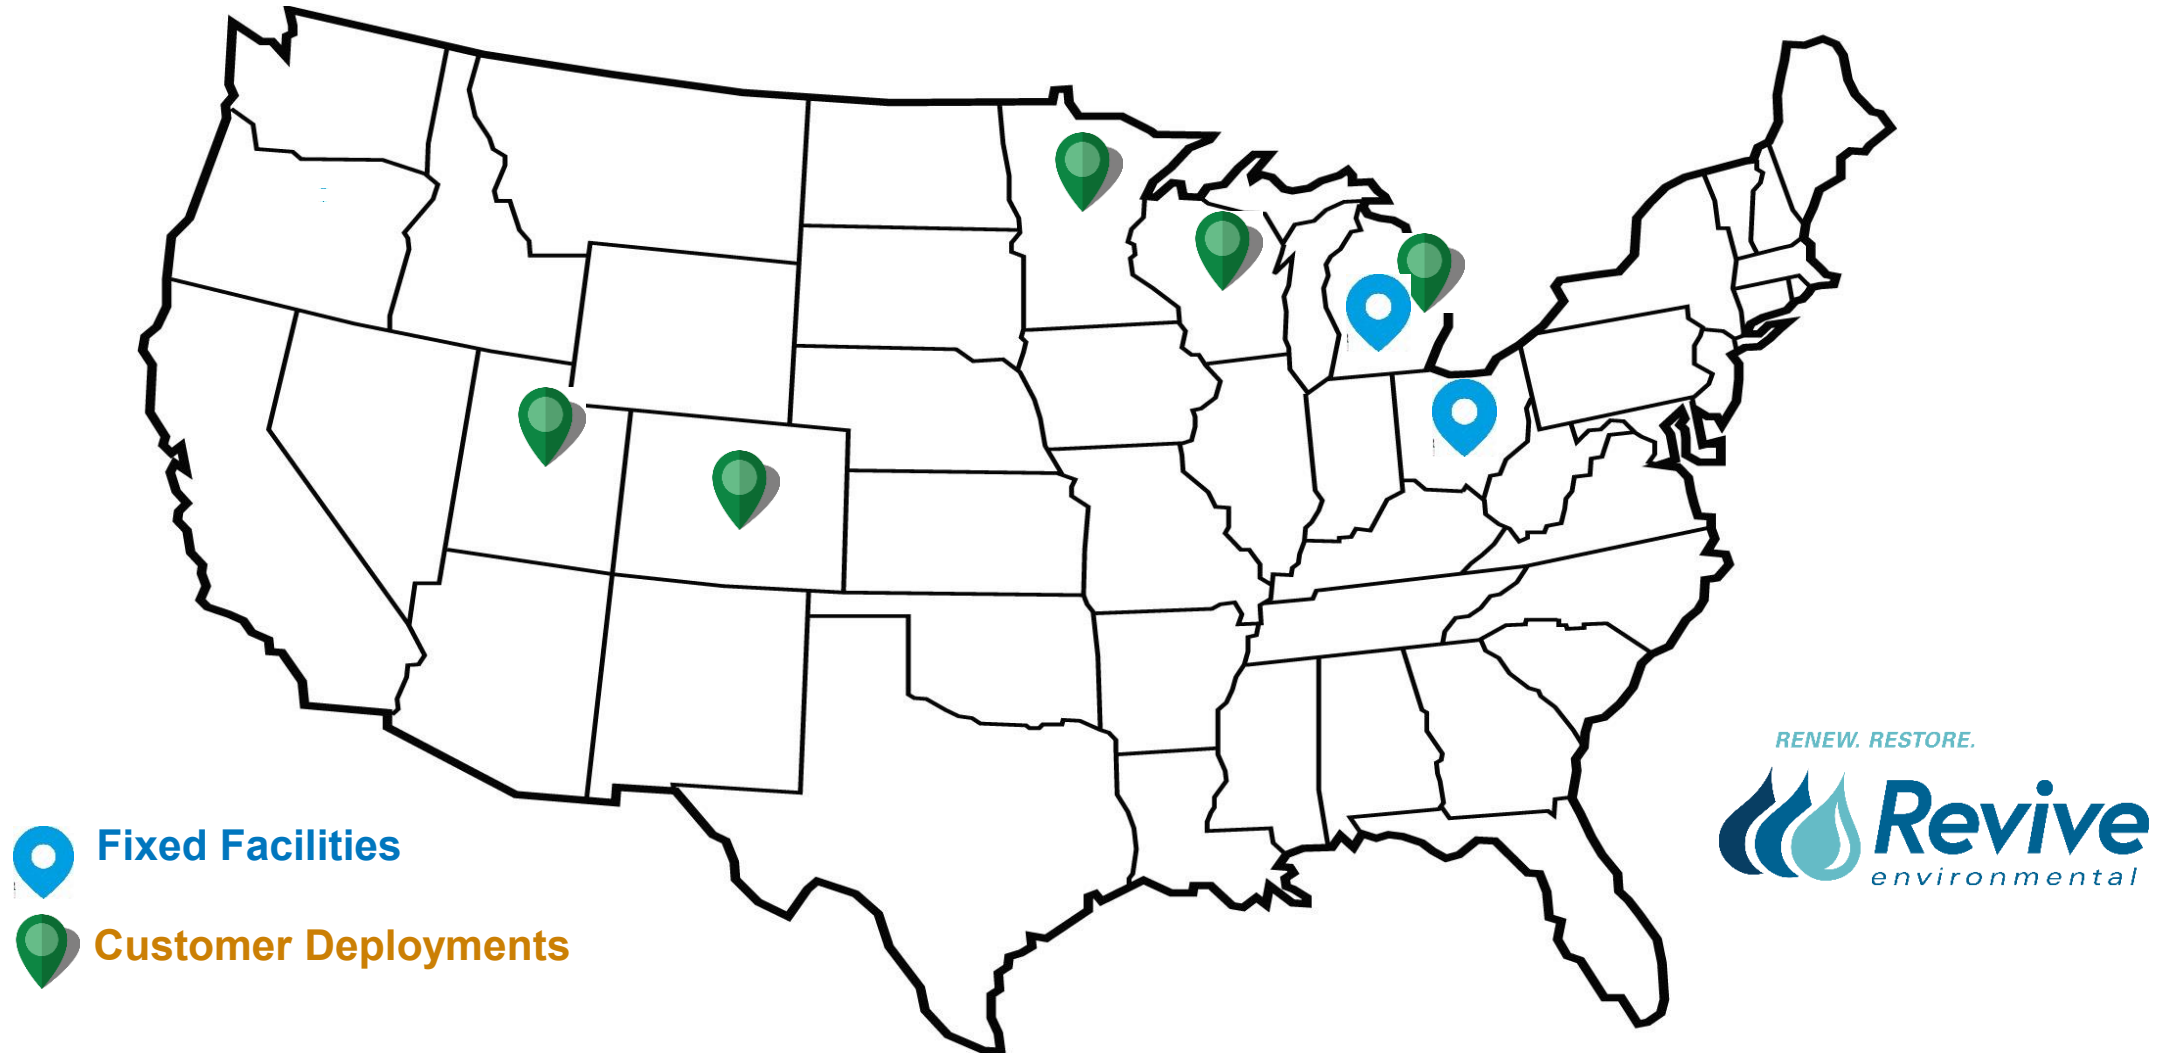 Fixed Facilities
Customer Deployments
RENEW. RESTORE.
Revive
environmental